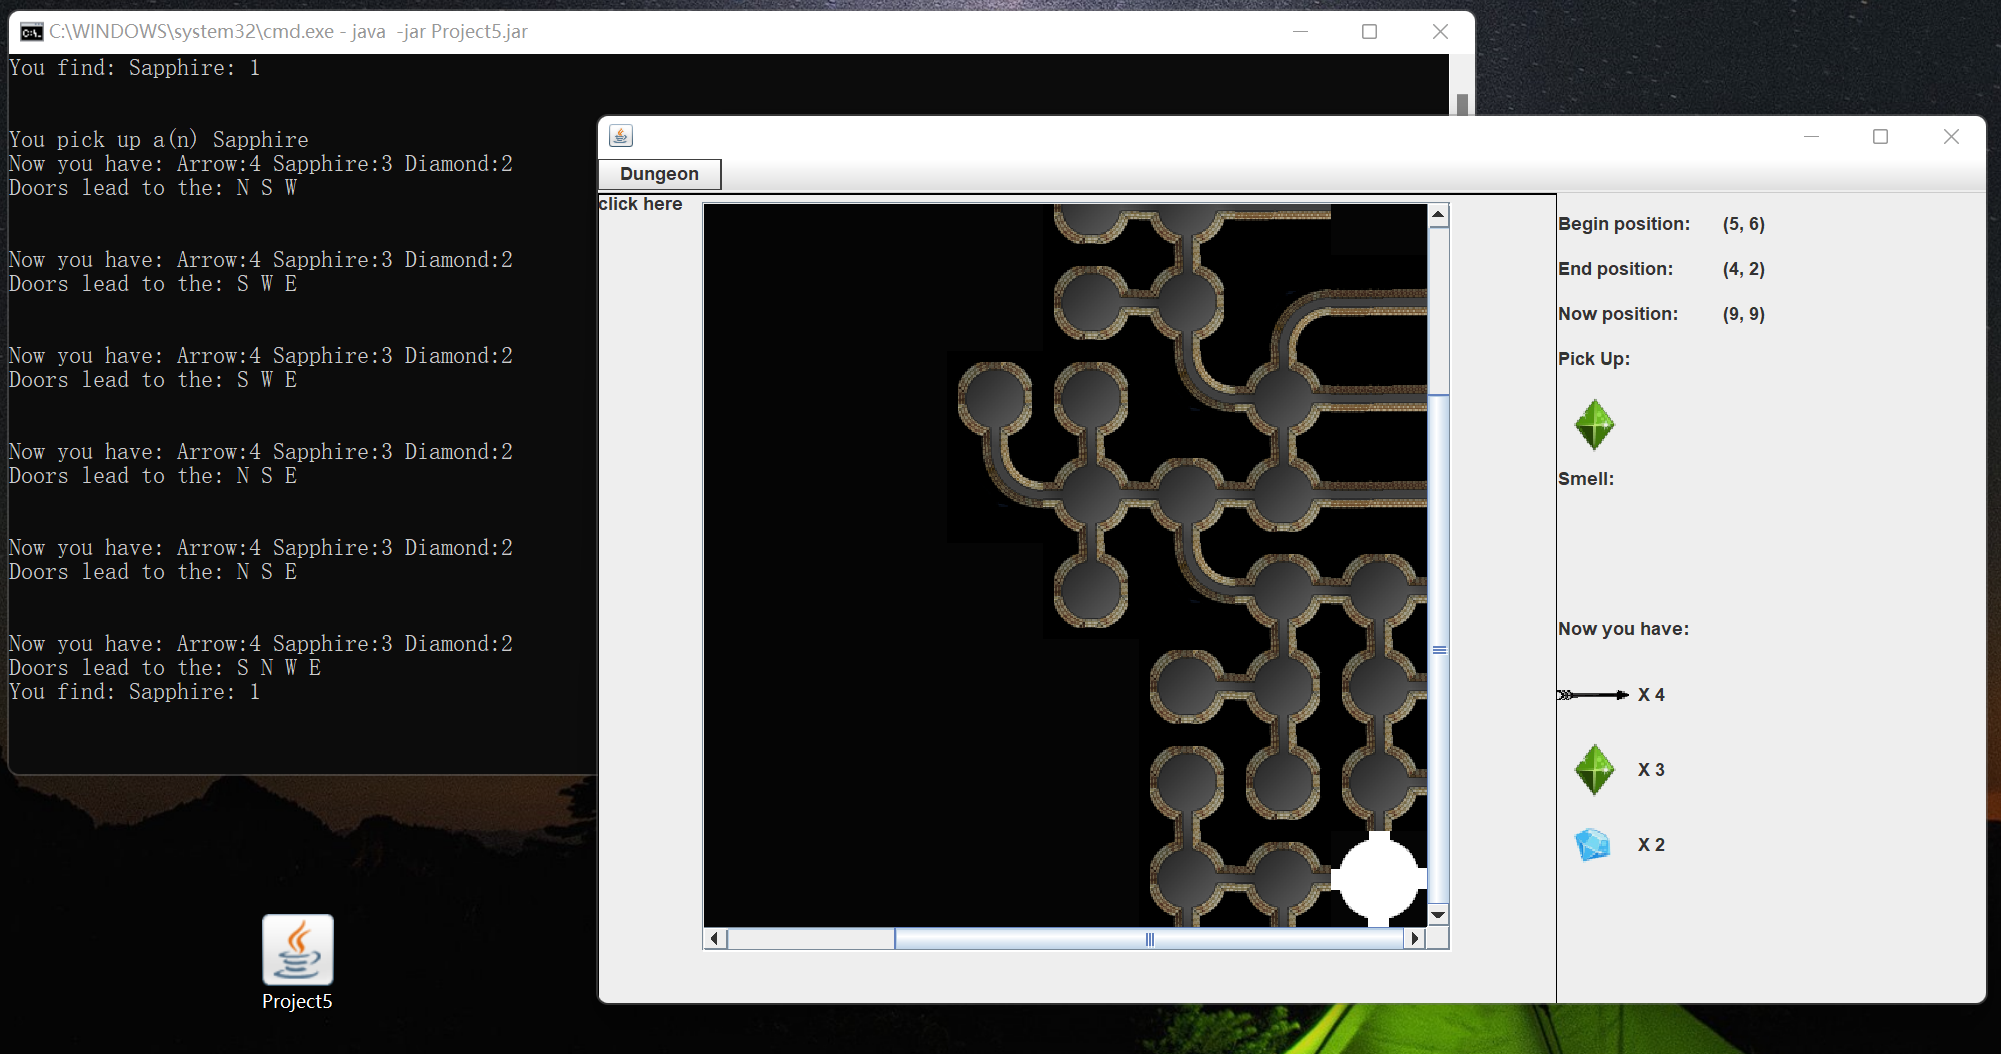 C:\WINDOWS\system32\cmd.exe - java  -jar Project5.jar
You find: Sapphire: 1
You pick up a(n) Sapphire
Now you have: Arrow:4 Sapphire:3 Diamond:2
Doors lead to the: N S W
Now you have: Arrow:4 Sapphire:3 Diamond:2
Doors lead to the: S W E
Now you have: Arrow:4 Sapphire:3 Diamond:2
Doors lead to the: S W E
Now you have: Arrow:4 Sapphire:3 Diamond:2
Doors lead to the: N S E
Now you have: Arrow:4 Sapphire:3 Diamond:2
Doors lead to the: N S E
Now you have: Arrow:4 Sapphire:3 Diamond:2
Doors lead to the: S N W E
You find: Sapphire: 1
Dungeon
click here
Begin position: (5, 6)
End position: (4, 2)
Now position: (9, 9)
Pick Up:
Smell:
Now you have:
X 4
X 3
X 2
Project5